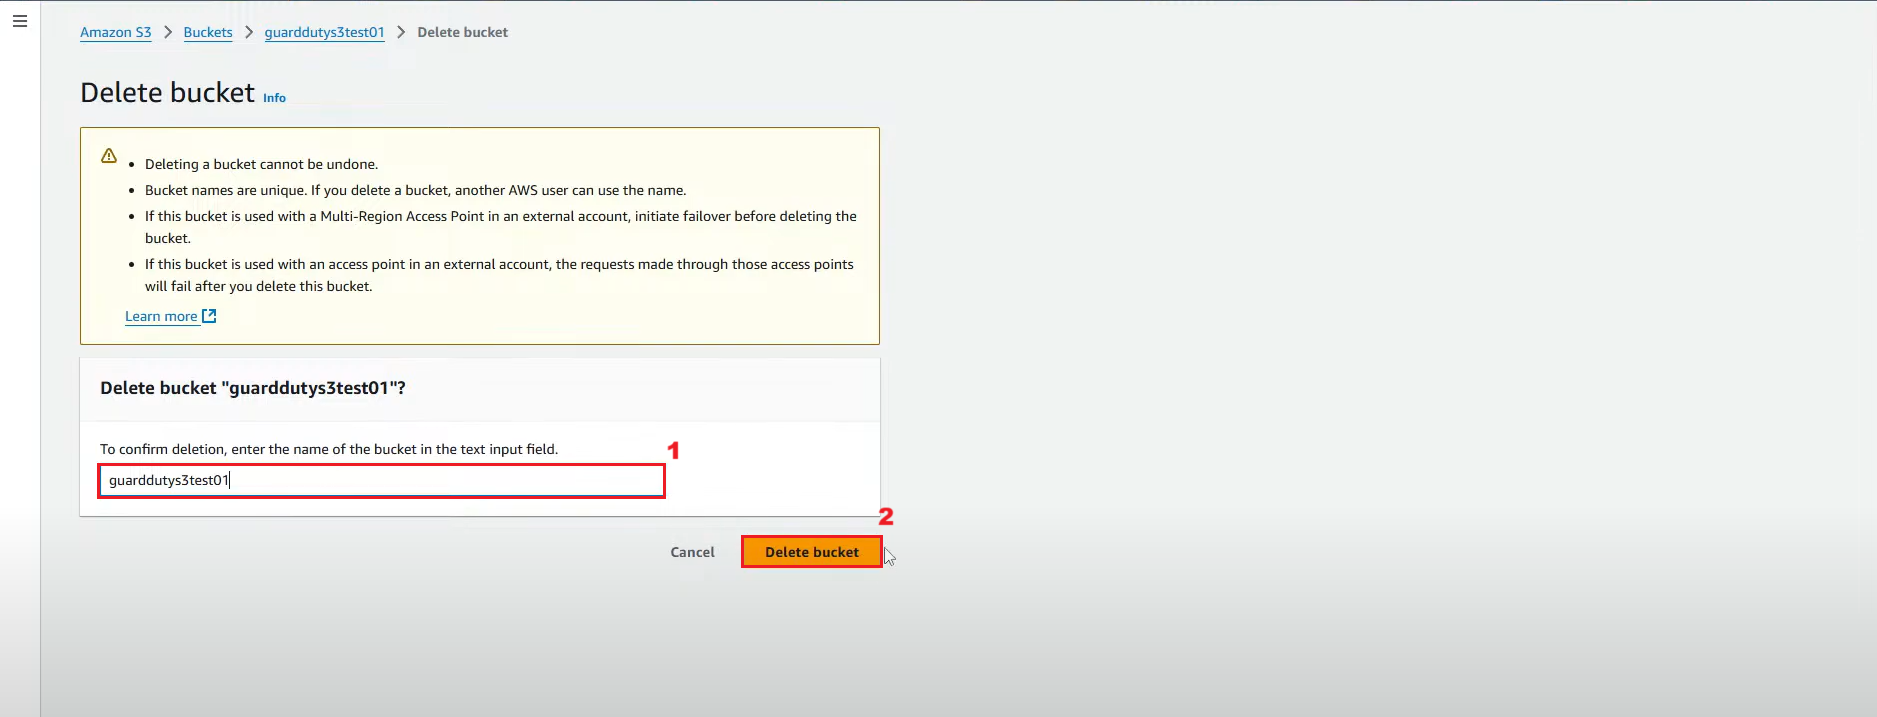 Amazon S3 > Buckets > guarddutys3test01 > Delete bucket
Delete bucket Info
• Deleting a bucket cannot be undone.
• Bucket names are unique. If you delete a bucket, another AWS user can use the name.
• If this bucket is used with a Multi-Region Access Point in an external account, initiate failover before deleting the
bucket.
• If this bucket is used with an access point in an external account, the requests made through those access points
will fail after you delete this bucket.
Learn more
Delete bucket "guarddutys3test01"?
To confirm deletion, enter the name of the bucket in the text input field.
1
guarddutys3test01
2
Cancel Delete bucket